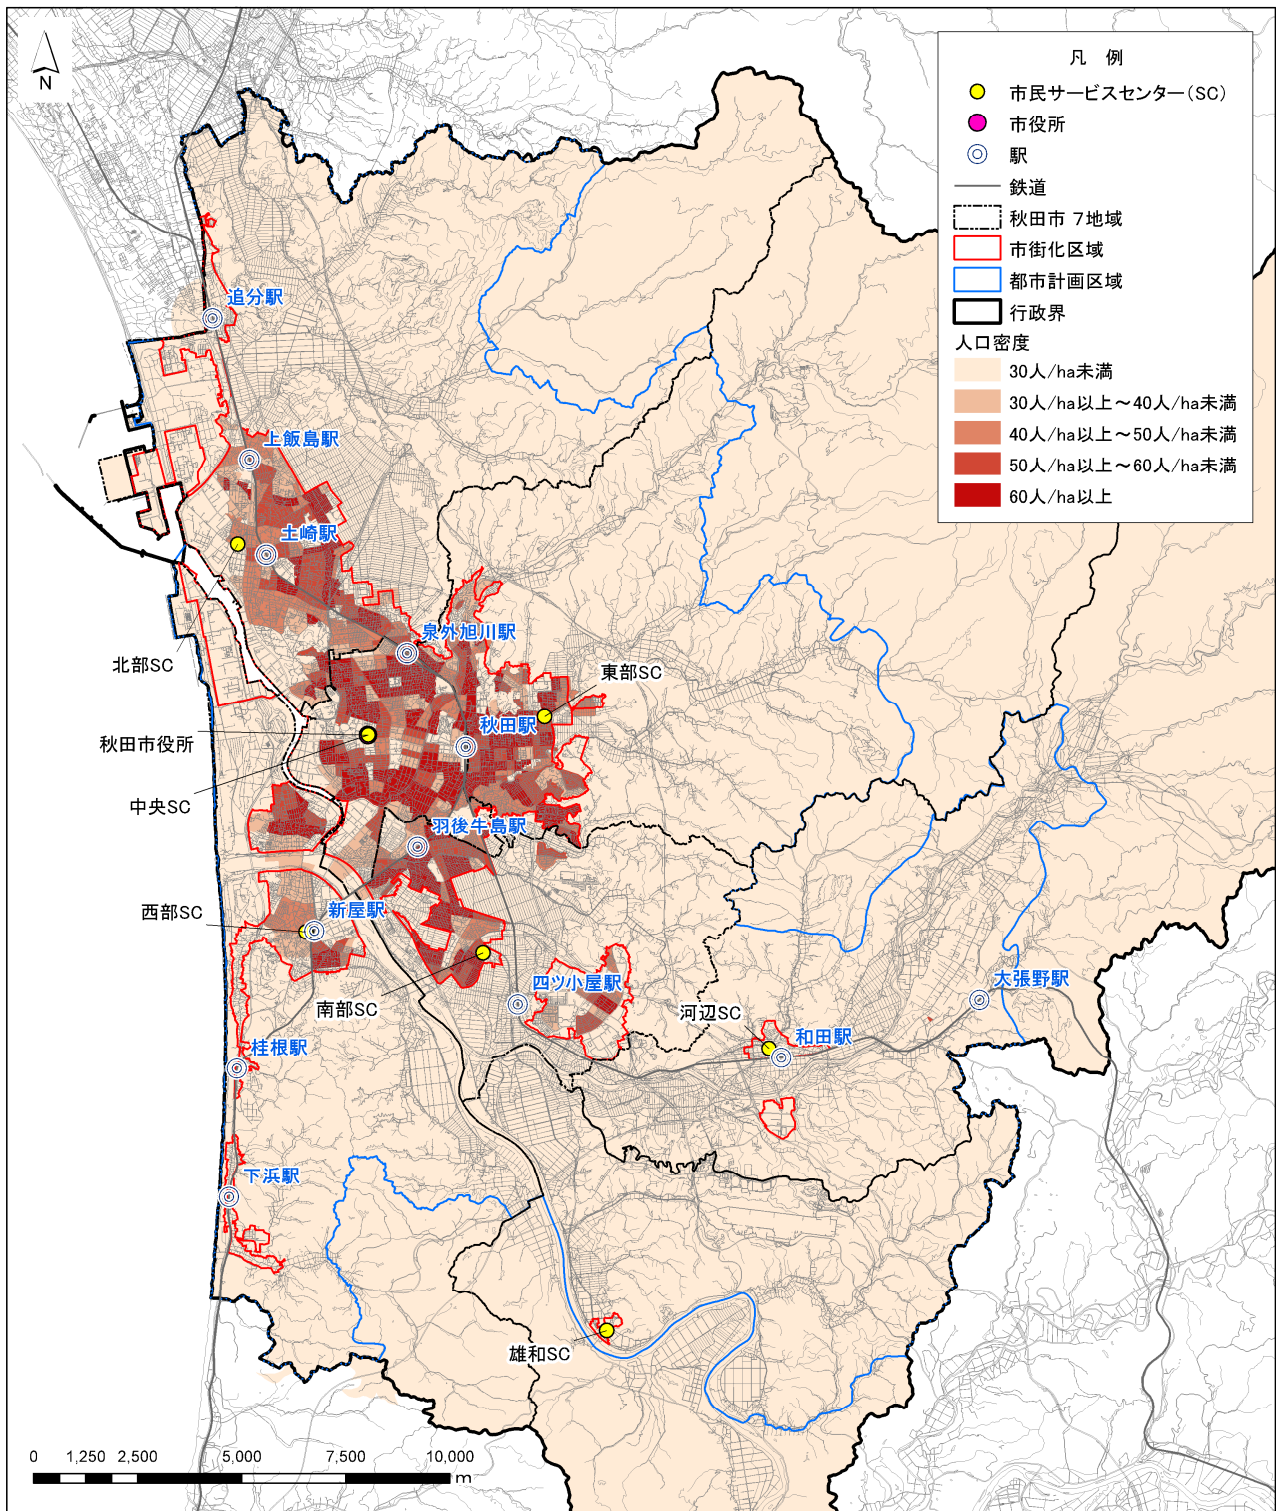 N
凡 例
市民サービスセンター(SC)
市役所
駅
鉄道
秋田市 7地域
市街化区域
都市計画区域
行政界
人口密度
30人/ha未満
30人/ha以上～40人/ha未満
40人/ha以上～50人/ha未満
50人/ha以上～60人/ha未満
60人/ha以上
追分駅
上飯島駅
土崎駅
泉外旭川駅
北部SC
東部SC
秋田駅
秋田市役所
中央SC
羽後牛島駅
西部SC
新屋駅
南部SC
四ツ小屋駅
大張野駅
河辺SC
和田駅
桂根駅
下浜駅
雄和SC
0 1,250 2,500 5,000 7,500 10,000
m